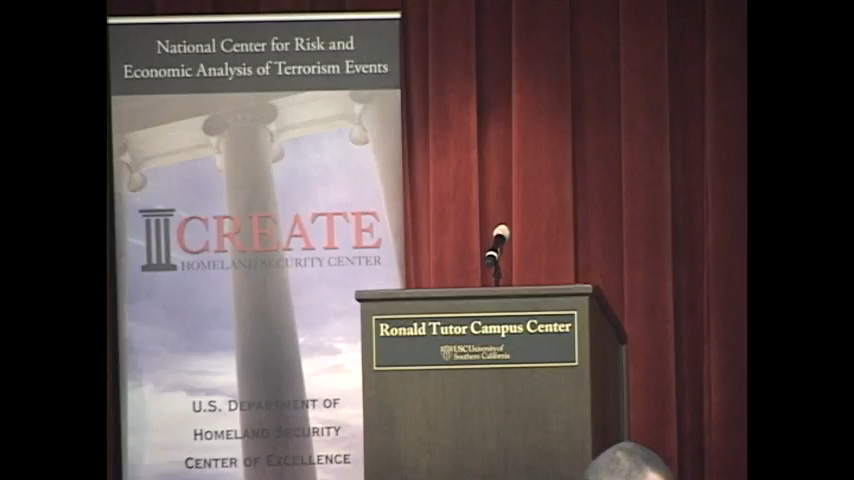 National Center for Risk and
Economic Analysis of Terrorism Events
CREATE
HOMELAND SECURITY CENTER
U.S. DEPARTMENT OF
HOMELAND SECURITY
CENTER OF EXCELLENCE
Ronald Tutor Campus Center
USC University of
Southern California